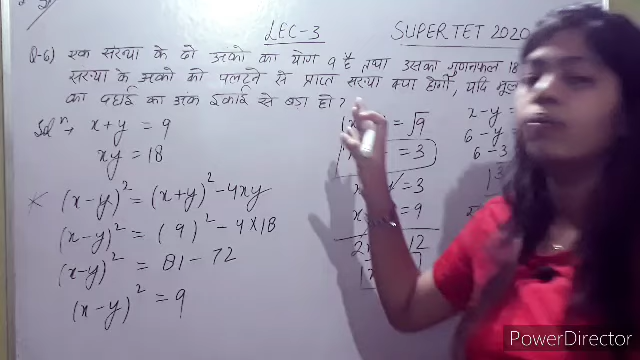 LEC-3
SUPERTET 2020
Q-6) एक संख्या के दो अंकों का योग 9 है तथा उसका गुणनफल 18
संख्या के अंकों को पलटने से प्राप्त संख्या क्या होगी, यदि मूल
का दहाई का अंक इकाई से बड़ा हो?
Solⁿ→ x+y = 9
xy = 18
(x-y)² = (x+y)² - 4xy
(x-y)² = (9)² - 4×18
(x-y)² = 81 - 72
(x-y)² = 9
= √9
= 3
= 3
= 9
12
x-y =
6-y =
6-3
PowerDirector